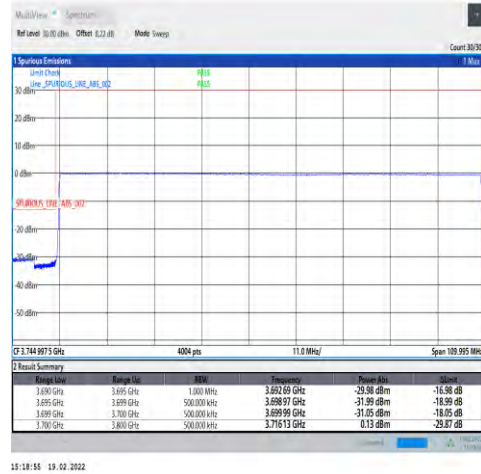 MultiView Spectrum
Ref Level 30.00 dBm Offset 8.22 dB Mode Sweep
Count 30/30
1 Spurious Emissions 1 Max
Limit Check PASS
Line _SPURIOUS_LINE_ABS_002 PASS
30 dBm
20 dBm
10 dBm
0 dBm
_SPURIOUS_LINE_ABS_002
-20 dBm
-30 dBm
-40 dBm
-50 dBm
CF 3.744 997 5 GHz 4004 pts 11.0 MHz/ Span 109.995 MHz
2 Result Summary
Range Low Range Up RBW Frequency Power Abs ΔLimit
3.690 GHz 3.695 GHz 1.000 MHz 3.692 69 GHz -29.98 dBm -16.98 dB
3.695 GHz 3.699 GHz 500.000 kHz 3.698 97 GHz -31.99 dBm -18.99 dB
3.699 GHz 3.700 GHz 500.000 kHz 3.699 99 GHz -31.05 dBm -18.05 dB
3.700 GHz 3.800 GHz 500.000 kHz 3.716 13 GHz 0.13 dBm -29.87 dB
15:18:55 19.02.2022